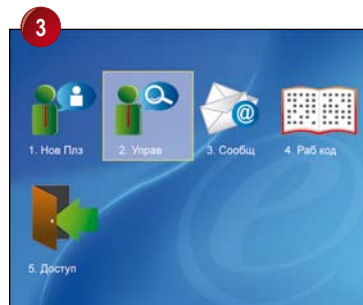 3
1. Нов Плз
2. Управ
3. Сообщ
4. Раб код
5. Доступ